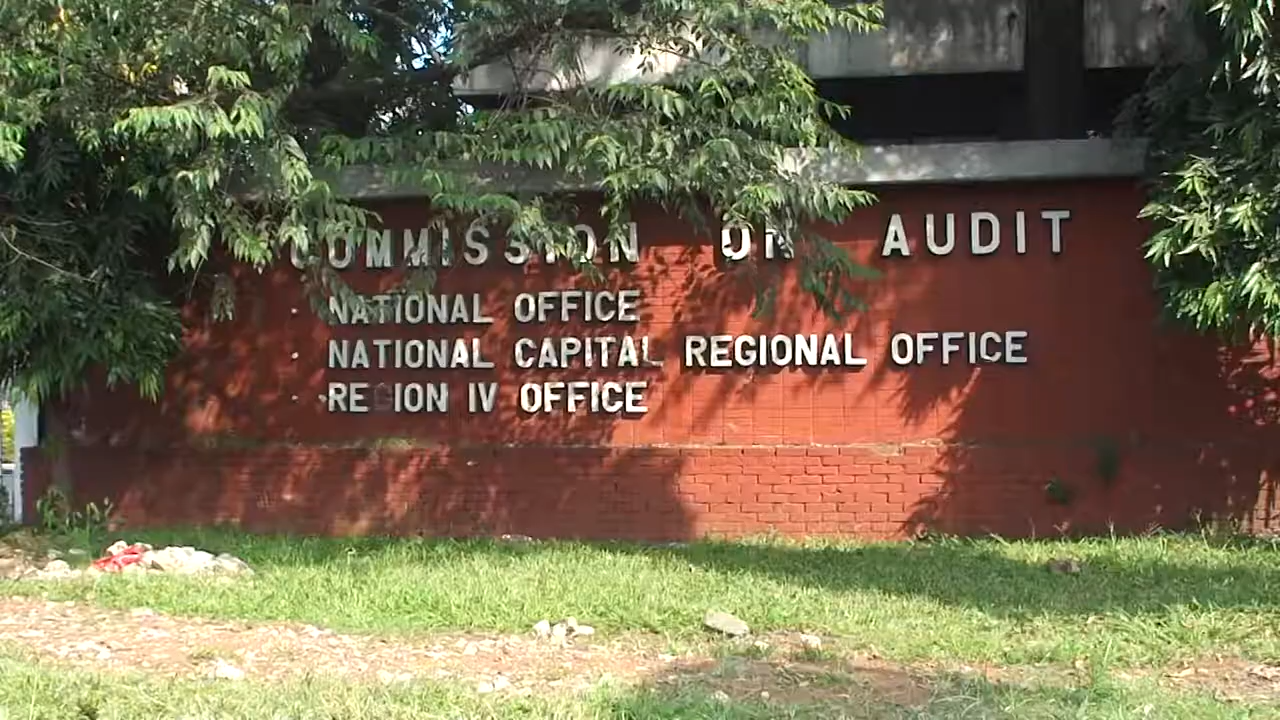 COMMISSION ON AUDIT
· NATIONAL OFFICE
· NATIONAL CAPITAL REGIONAL OFFICE
· REGION IV OFFICE